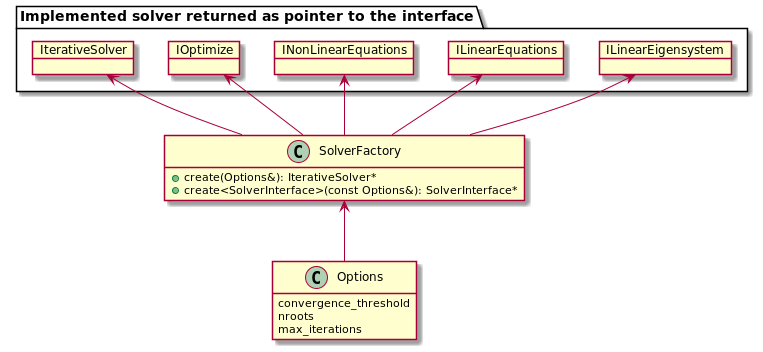 Implemented solver returned as pointer to the interface
IterativeSolver
IOptimize
INonLinearEquations
ILinearEquations
ILinearEigensystem
C SolverFactory
create(Options&): IterativeSolver*
create<SolverInterface>(const Options&): SolverInterface*
C Options
convergence_threshold
nroots
max_iterations